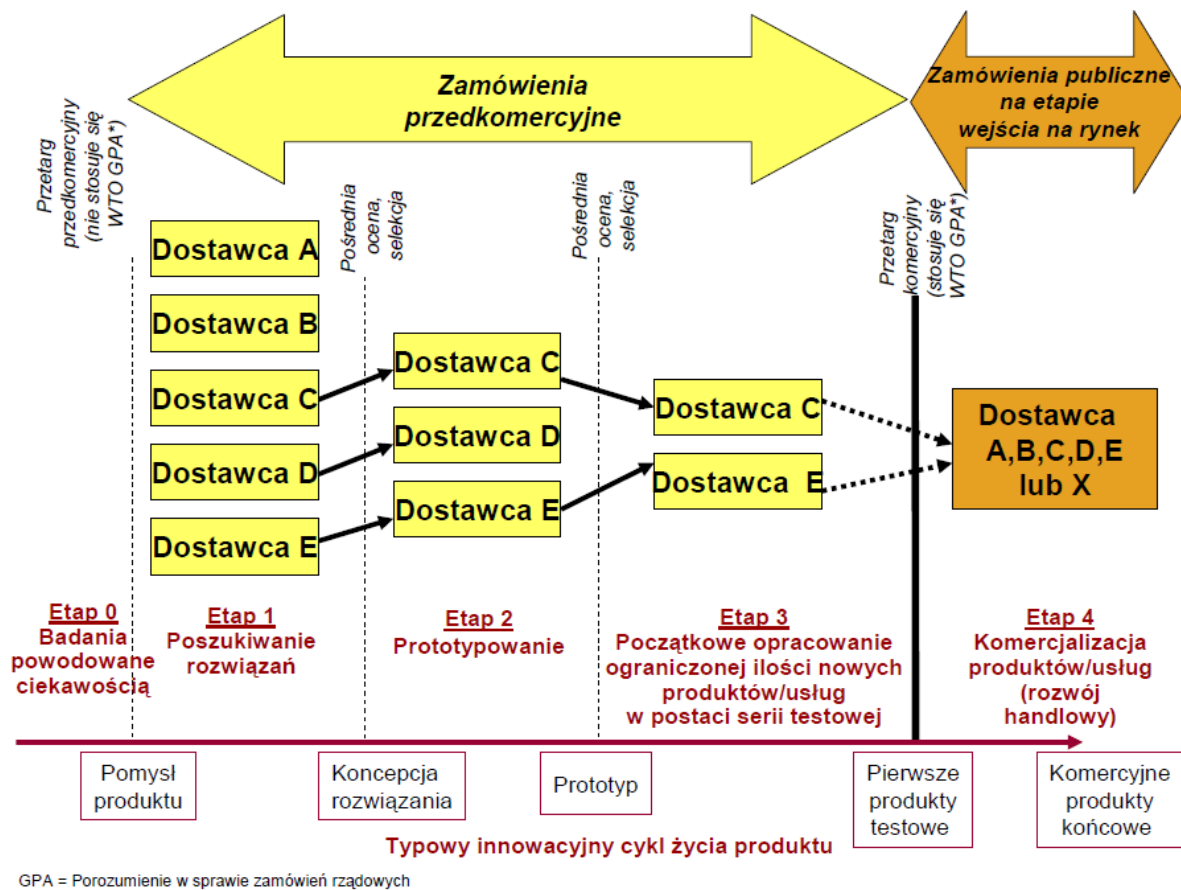 Zamówienia
przedkomercyjne
Zamówienia publiczne
na etapie
wejścia na rynek
Przetarg
przedkomercyjny
(nie stosuje się
WTO GPA*)
Pośrednia
ocena,
selekcja
Pośrednia
ocena,
selekcja
Przetarg
komercyjny
(stosuje się
WTO GPA*)
Dostawca A
Dostawca B
Dostawca C
Dostawca D
Dostawca E
Dostawca C
Dostawca D
Dostawca E
Dostawca C
Dostawca E
Dostawca
A,B,C,D,E
lub X
Etap 0
Badania
powodowane
ciekawością
Etap 1
Poszukiwanie
rozwiązań
Etap 2
Prototypowanie
Etap 3
Początkowe opracowanie
ograniczonej ilości nowych
produktów/usług
w postaci serii testowej
Etap 4
Komercjalizacja
produktów/usług
(rozwój
handlowy)
Pomysł
produktu
Koncepcja
rozwiązania
Prototyp
Pierwsze
produkty
testowe
Komercyjne
produkty
końcowe
Typowy innowacyjny cykl życia produktu
GPA = Porozumienie w sprawie zamówień rządowych